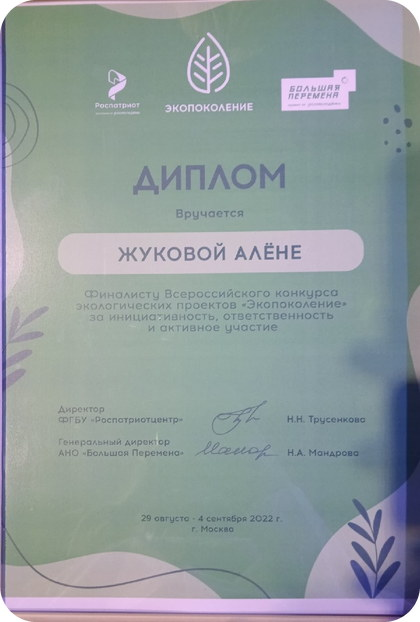 Роспатриот
ЭКОПОКОЛЕНИЕ
БОЛЬШАЯ
ПЕРЕМЕНА
ДИПЛОМ
Вручается
ЖУКОВОЙ АЛЁНЕ
Финалисту Всероссийского конкурса
экологических проектов «Экопоколение»
за инициативность, ответственность
и активное участие
Директор
ФГБУ «Роспатриотцентр»
Н.Н. Трусенкова
Генеральный директор
АНО «Большая Перемена»
Н.А. Мандрова
29 августа - 4 сентября 2022 г.
г. Москва